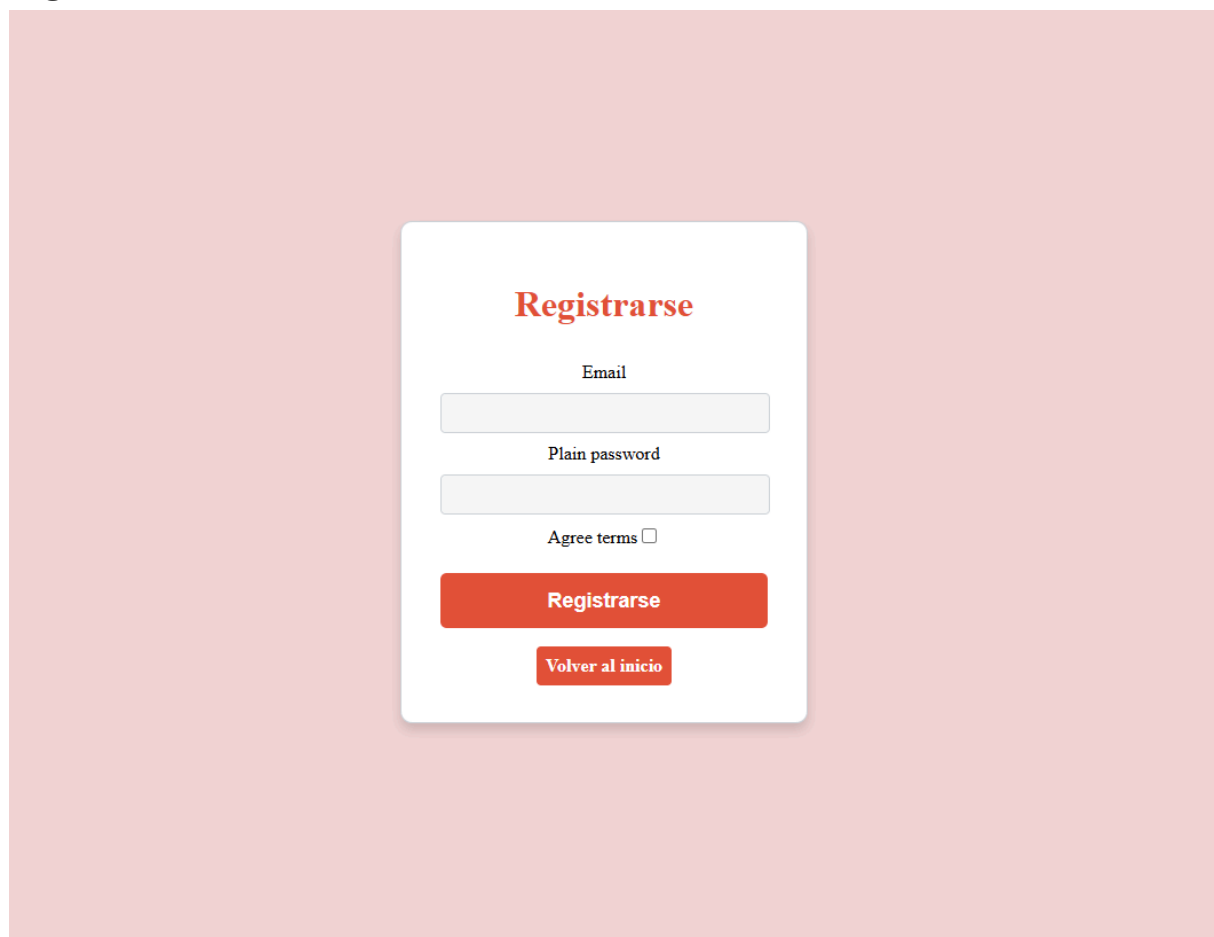 Registrarse
Email
Plain password
Agree terms
Registrarse
Volver al inicio